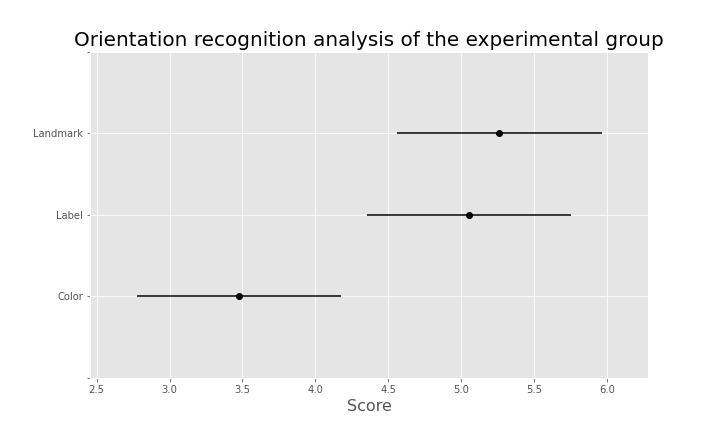 Orientation recognition analysis of the experimental group
Landmark
Label
Color
2.5 3.0 3.5 4.0 4.5 5.0 5.5 6.0
Score